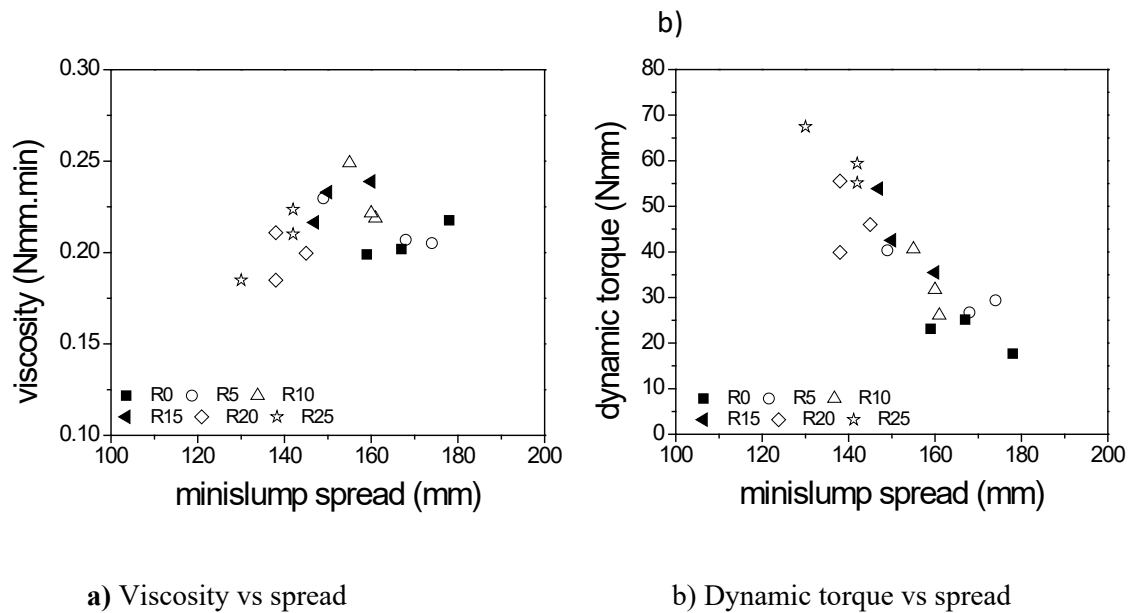 b)
0.30
0.25
0.20
0.15
0.10
viscosity (Nmm.min)
R0 R5 R10
R15 R20 R25
100 120 140 160 180 200
minislump spread (mm)
80
70
60
50
40
30
20
10
0
dynamic torque (Nmm)
R0 R5 R10
R15 R20 R25
100 120 140 160 180 200
minislump spread (mm)
a) Viscosity vs spread
b) Dynamic torque vs spread